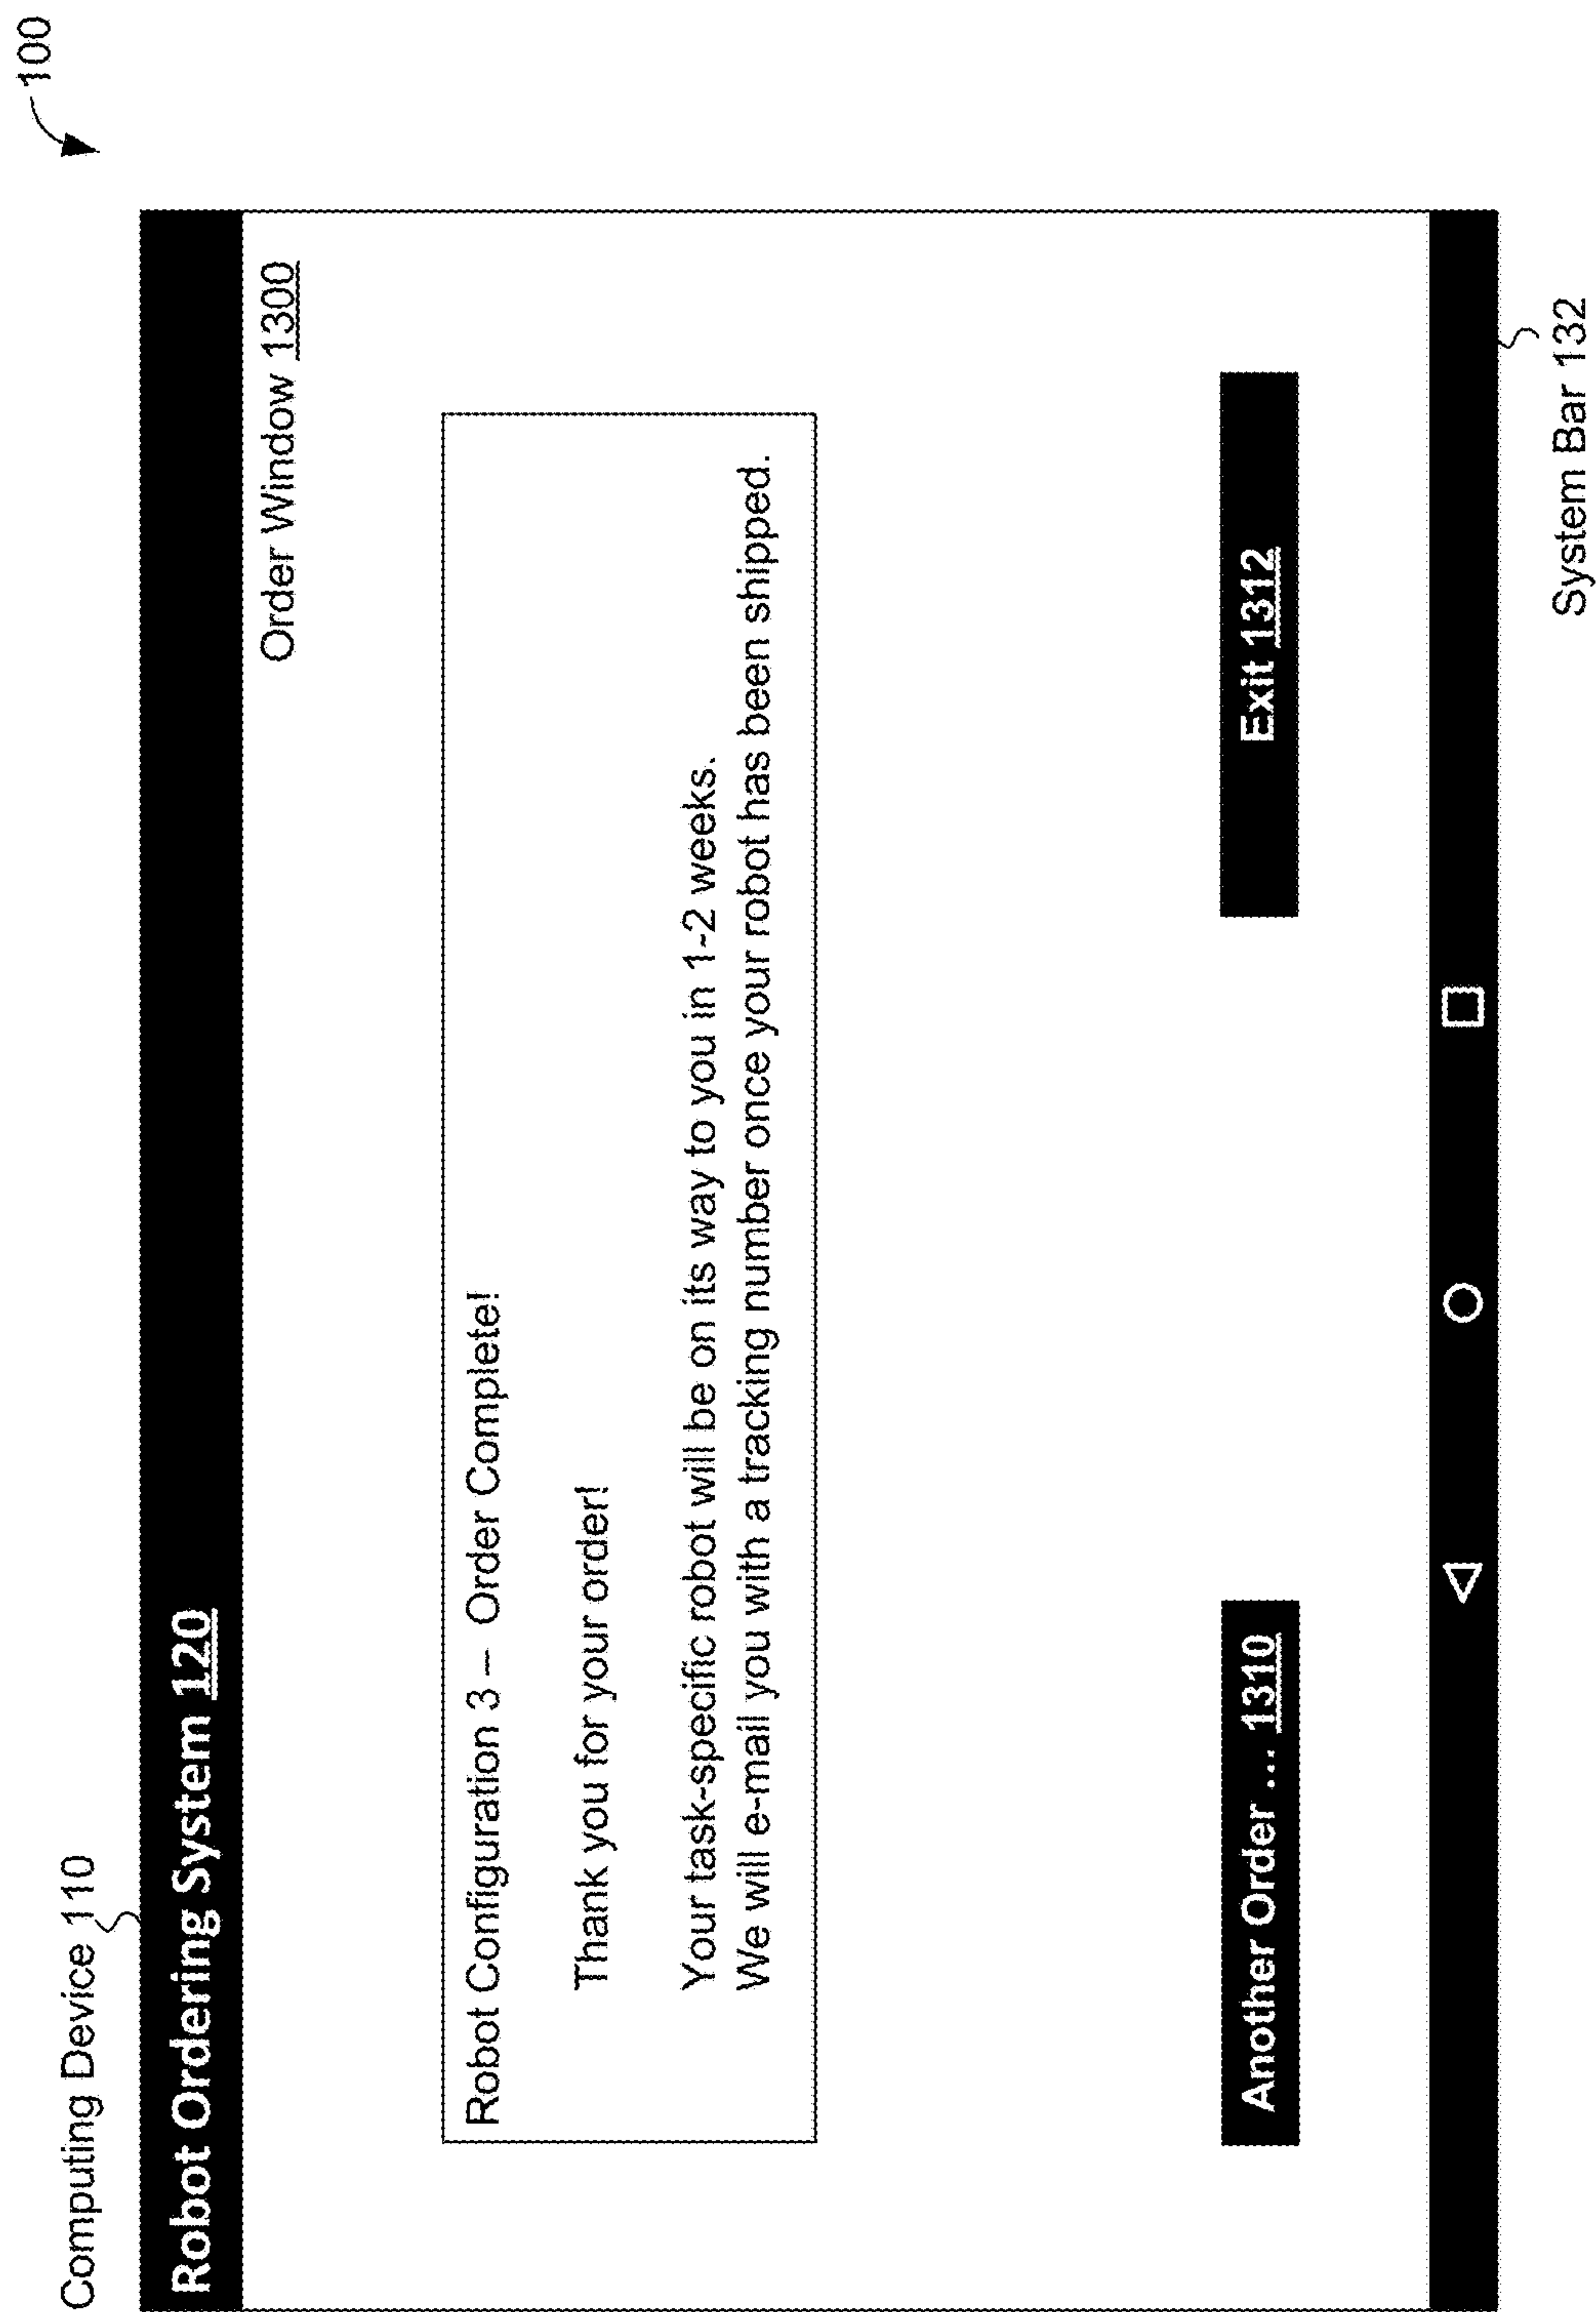 100
Computing Device 110
Robot Ordering System 120
Order Window 1300
Robot Configuration 3 – Order Complete!
Thank you for your order!
Your task-specific robot will be on its way to you in 1-2 weeks.
We will e-mail you with a tracking number once your robot has been shipped.
Another Order ... 1310
Exit 1312
System Bar 132